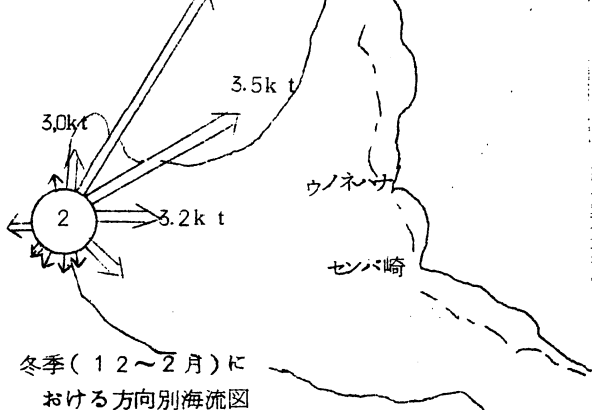 3.5kt
3.0kt
ウノネハナ
2
3.2kt
センバ崎
冬季(12~2月)に
おける方向別海流図